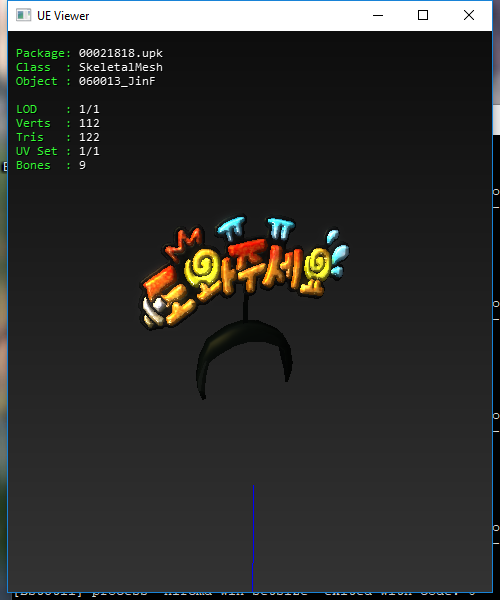 UE Viewer
Package: 00021818.upk
Class : SkeletalMesh
Object : 060013_JinF
LOD : 1/1
Verts : 112
Tris : 122
UV Set : 1/1
Bones : 9
ㅠ ㅠ
도와주세요